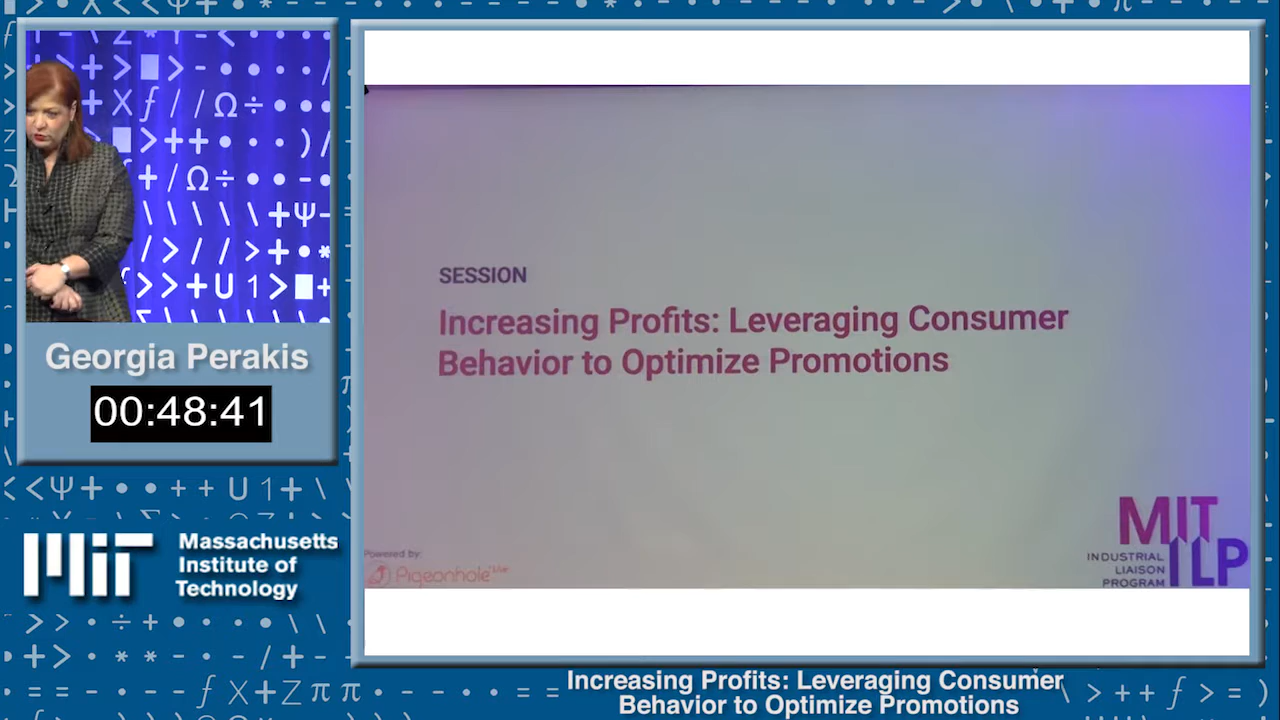 Georgia Perakis
00:48:41
Massachusetts
Institute of
Technology
SESSION
Increasing Profits: Leveraging Consumer
Behavior to Optimize Promotions
Powered by:
Pigeonhole Live
MIT
INDUSTRIAL
LIAISON
PROGRAM
ILP
Increasing Profits: Leveraging Consumer
Behavior to Optimize Promotions